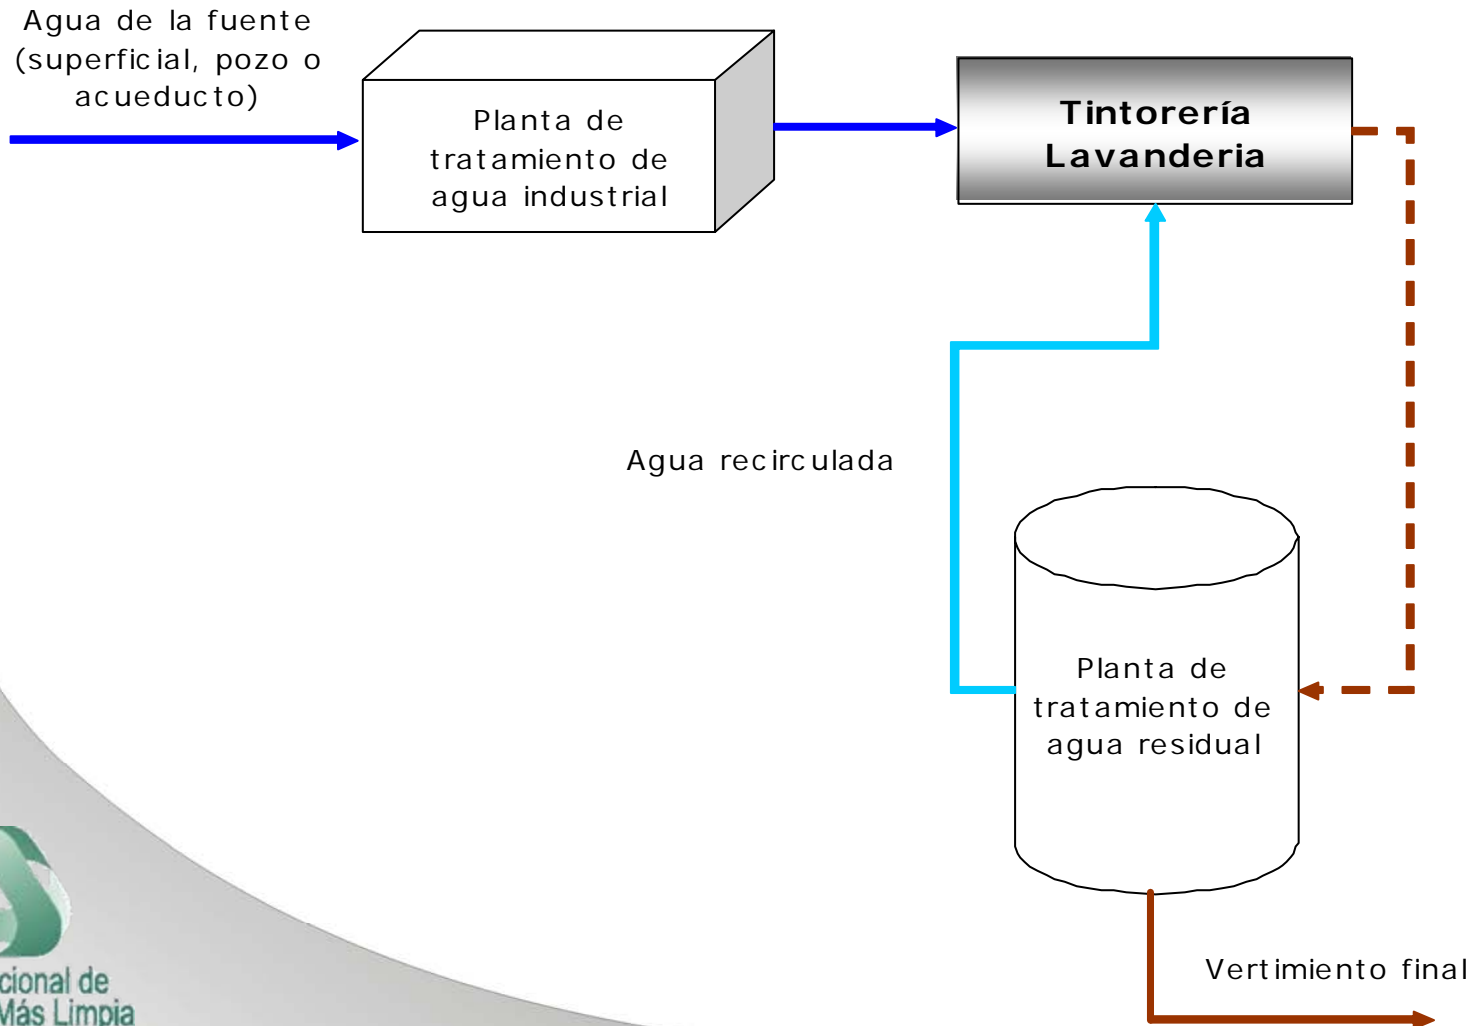 Agua de la fuente
(superficial, pozo o
acueducto)
Planta de
tratamiento de
agua industrial
Tintorería
Lavanderia
Agua recirculada
Planta de
tratamiento de
agua residual
Vertimiento final
cional de
Más Limpia